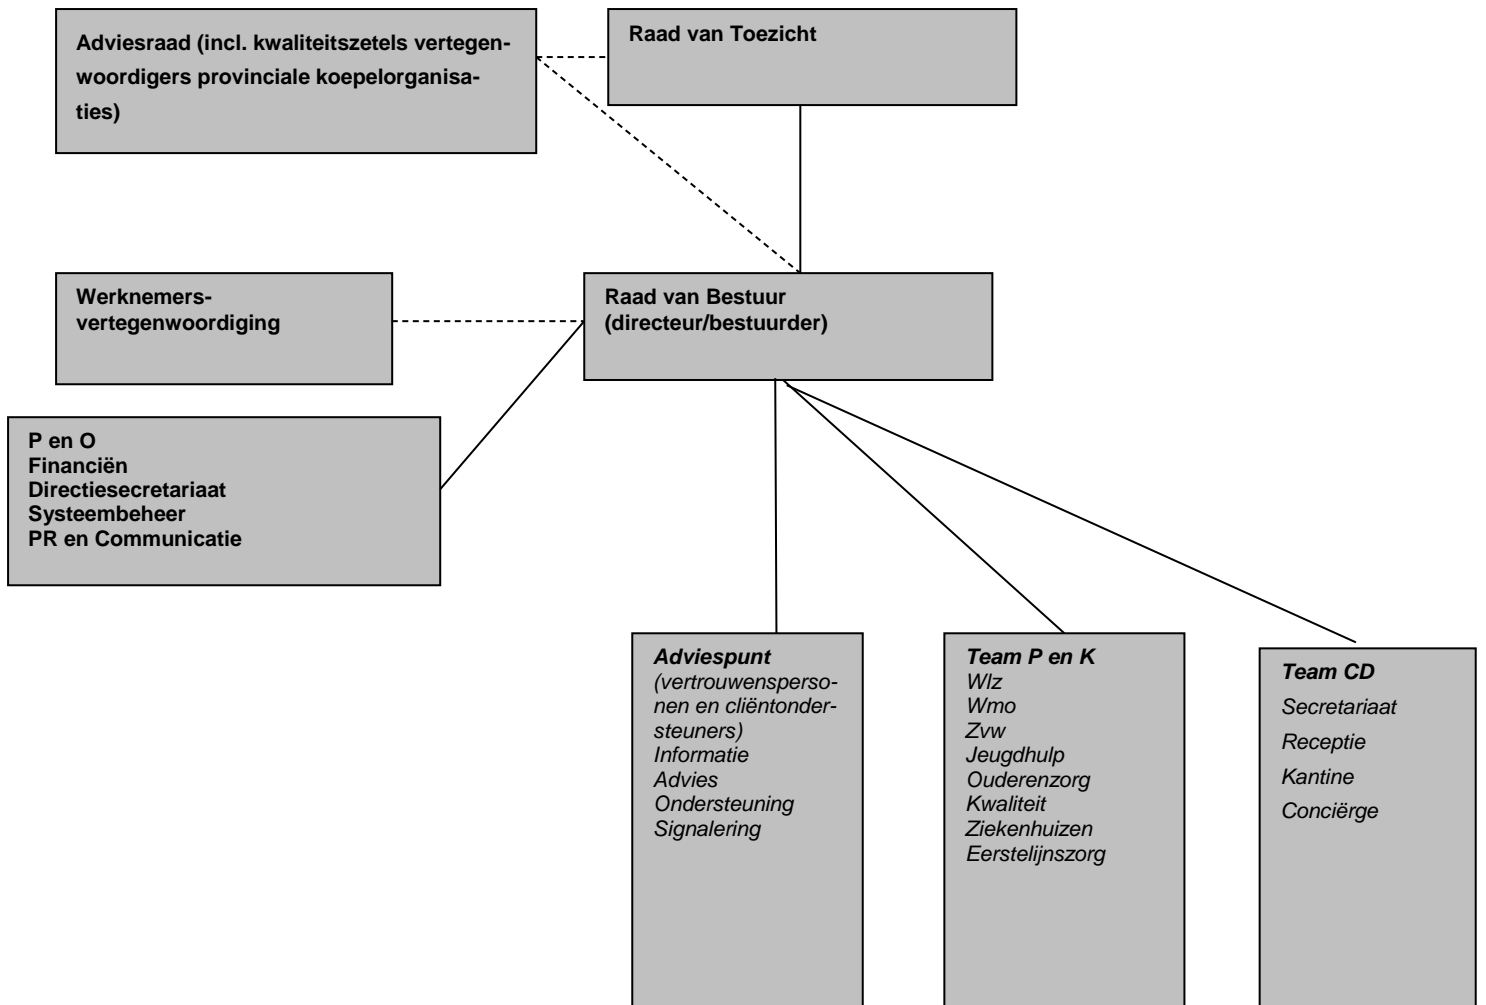 Adviesraad (incl. kwaliteitszetels vertegen-
woordigers provinciale koepelorganisa-
ties)
Raad van Toezicht
Werknemers-
vertegenwoordiging
Raad van Bestuur
(directeur/bestuurder)
P en O
Financiën
Directiesecretariaat
Systeembeheer
PR en Communicatie
Adviespunt
(vertrouwensperso-
nen en cliëntonder-
steuners)
Informatie
Advies
Ondersteuning
Signalering
Team P en K
Wlz
Wmo
Zvw
Jeugdhulp
Ouderenzorg
Kwaliteit
Ziekenhuizen
Eerstelijnszorg
Team CD
Secretariaat
Receptie
Kantine
Conciërge